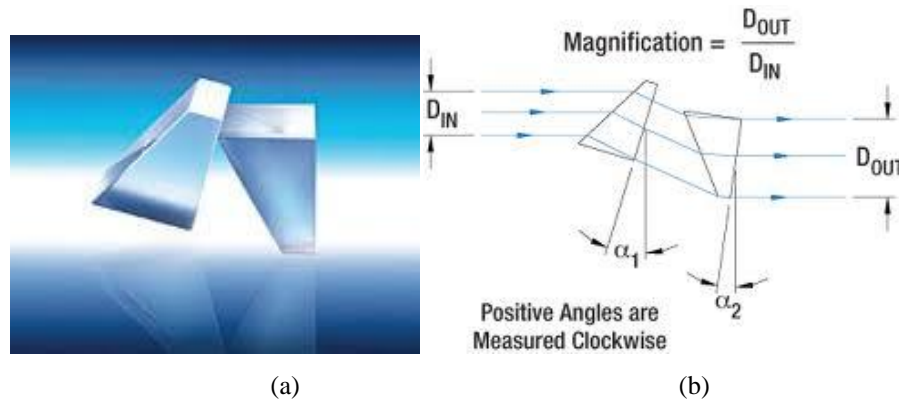 Magnification = D_OUT / D_IN
D_IN
D_OUT
α₁
α₂
Positive Angles are
Measured Clockwise
(a)
(b)